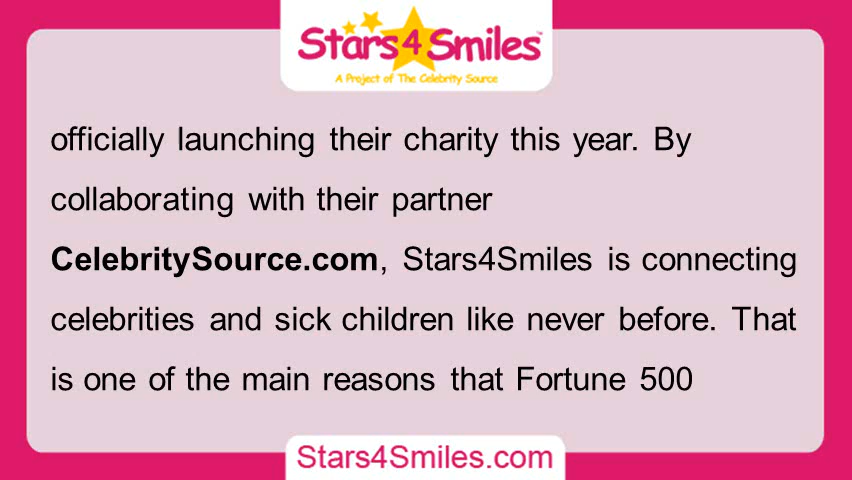 Stars4Smiles™
A Project of The Celebrity Source
officially launching their charity this year. By
collaborating with their partner
CelebritySource.com, Stars4Smiles is connecting
celebrities and sick children like never before. That
is one of the main reasons that Fortune 500
Stars4Smiles.com